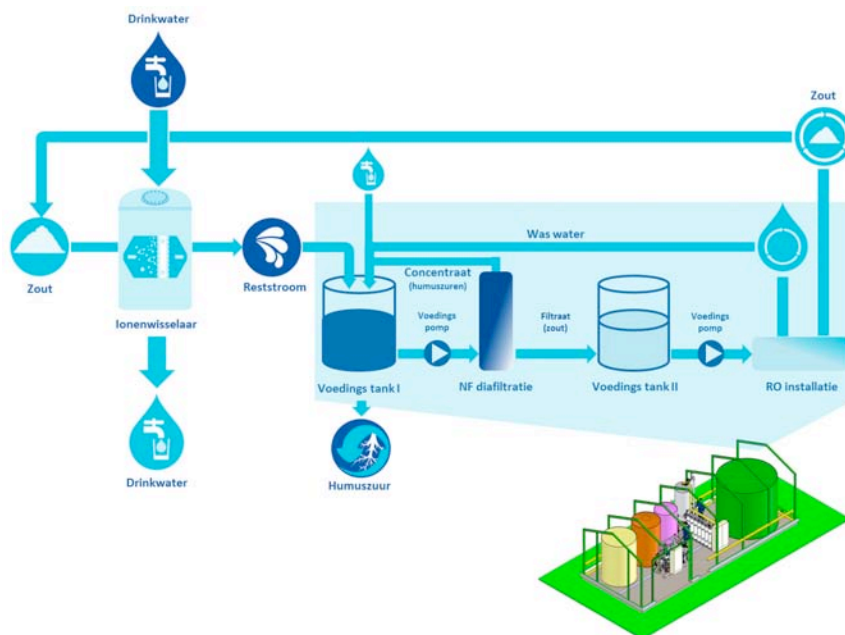 Drinkwater
Zout
Was water
Concentraat
(humuszuren)
Zout
Reststroom
Ionenwisselaar
Voedings
pomp
Filtraat
(zout)
Voedings
pomp
Voedings tank I
NF diafiltratie
Voedings tank II
RO installatie
Drinkwater
Humuszuur